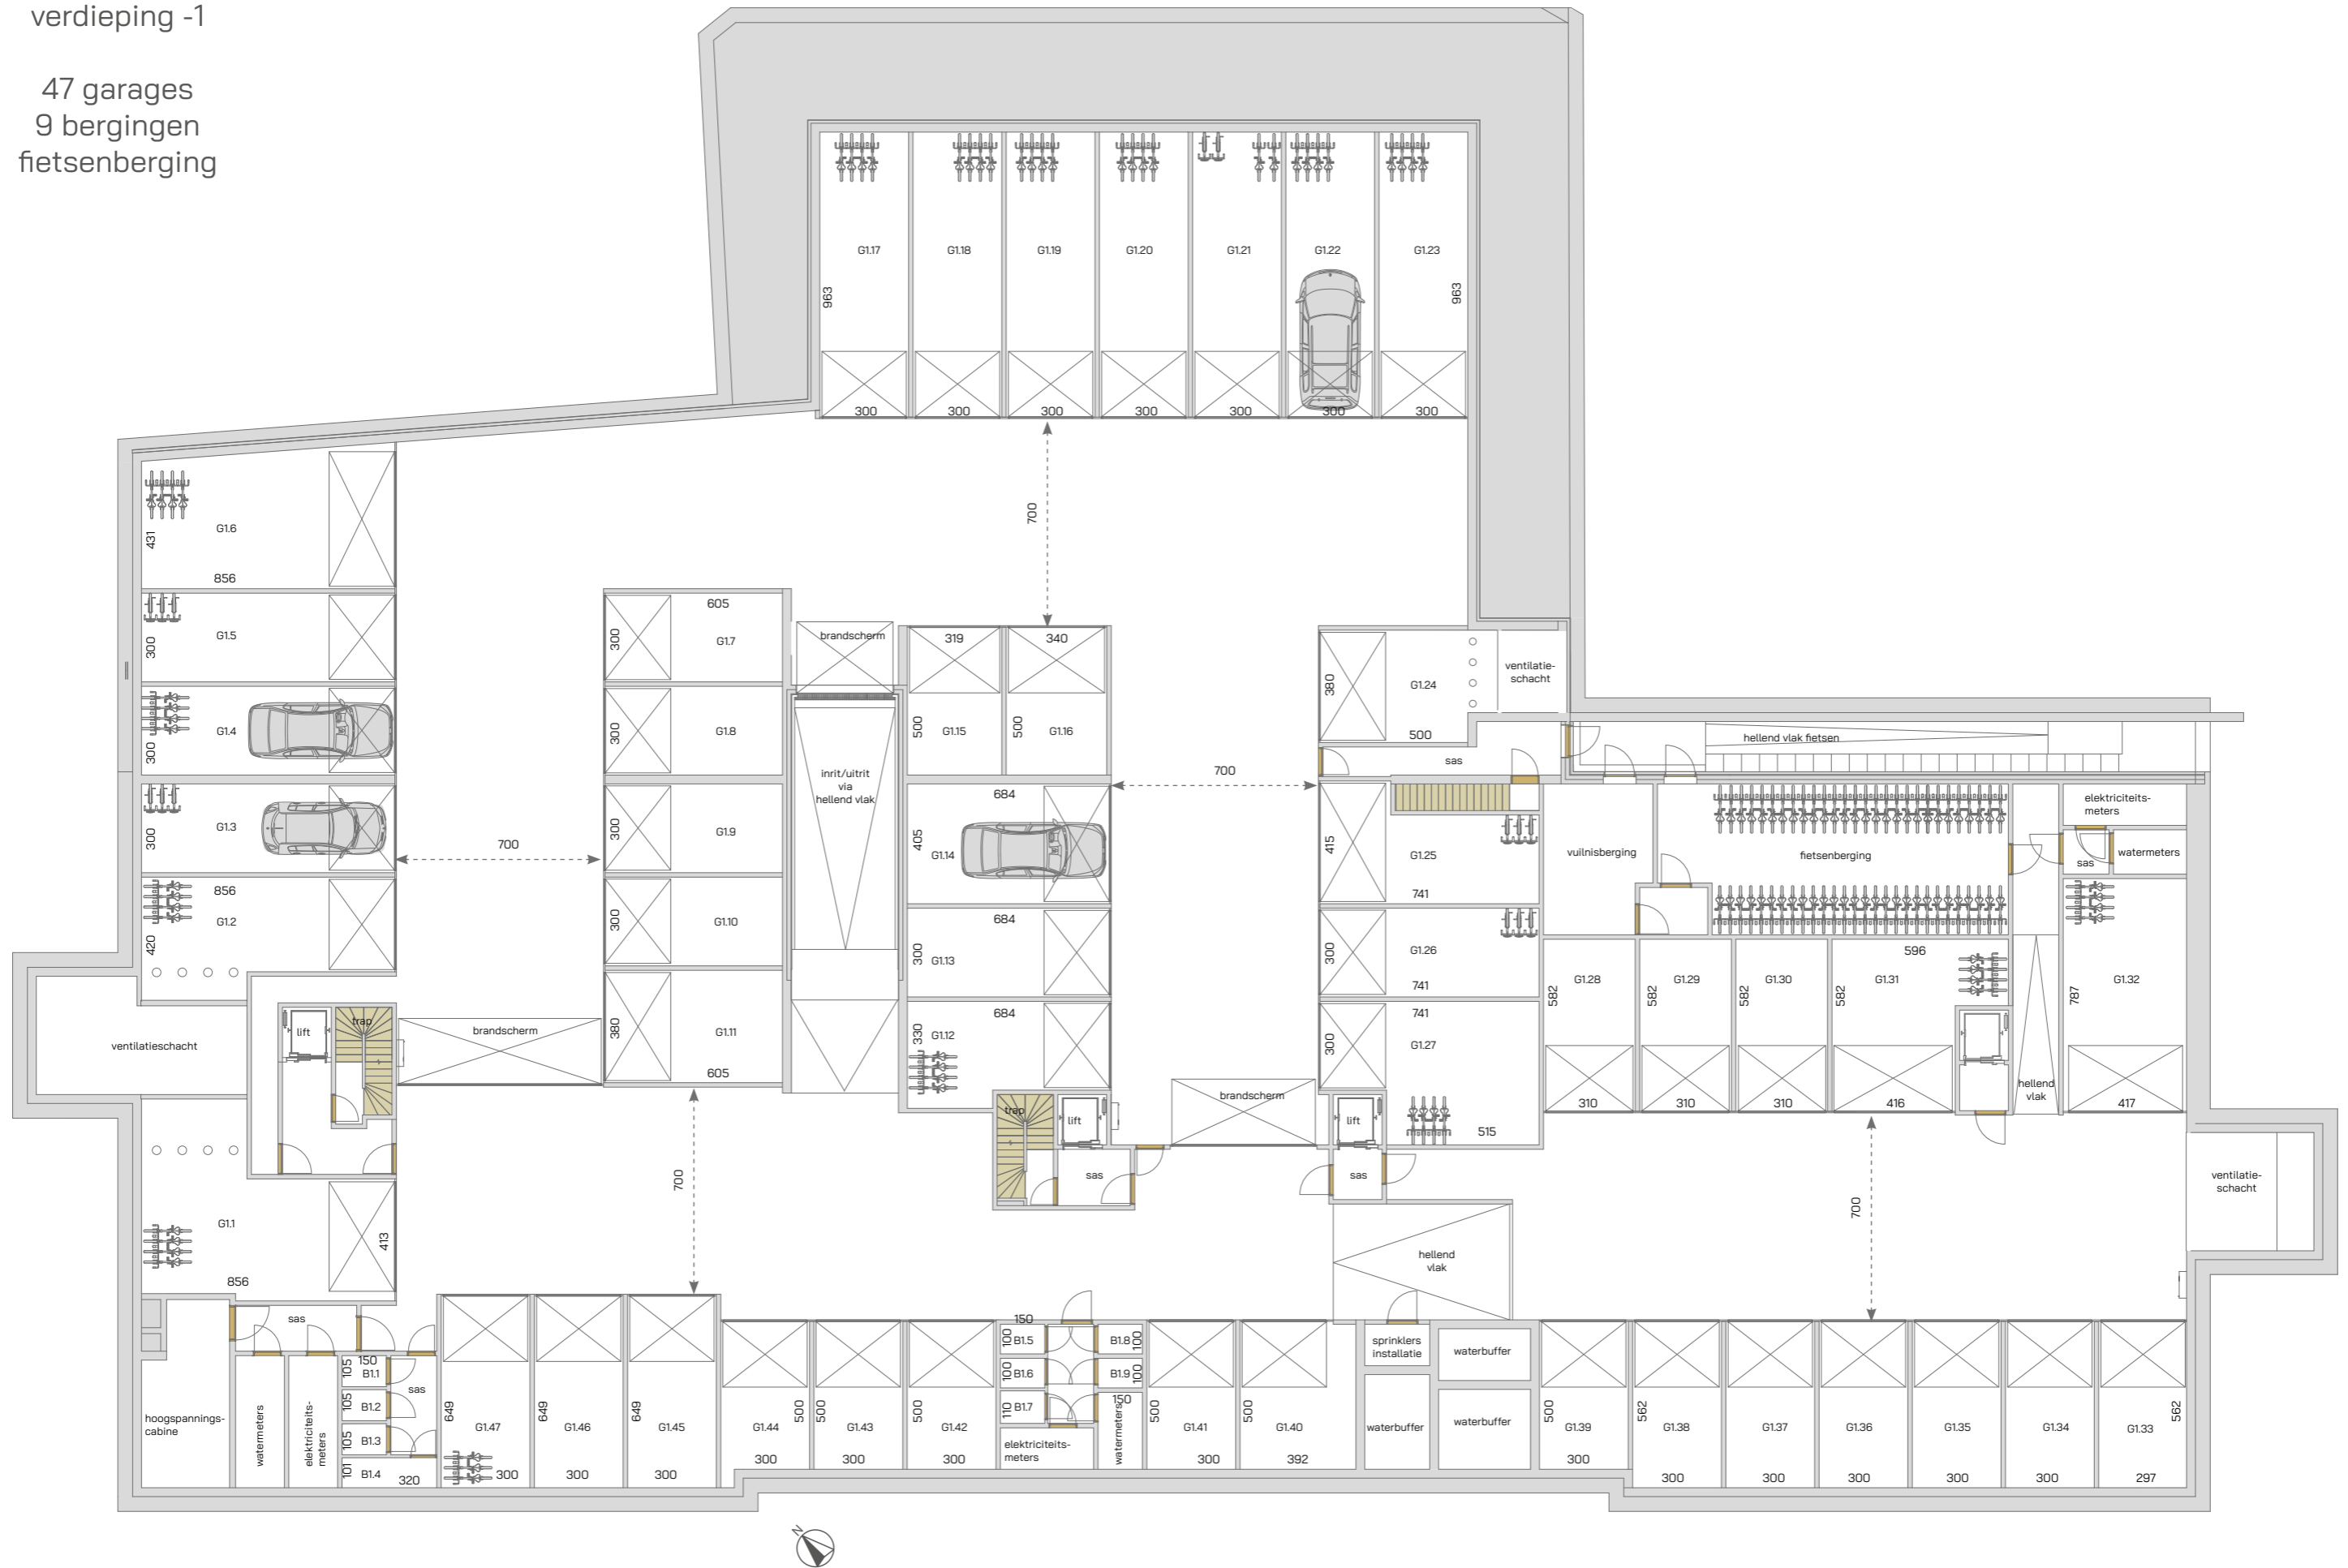 verdieping -1
47 garages
9 bergingen
fietsenberging
G1.17
G1.18
G1.19
G1.20
G1.21
G1.22
G1.23
963
963
300
300
300
300
300
300
300
700
G1.6
431
856
G1.5
300
G1.4
300
G1.3
300
856
G1.2
420
700
605
300
G1.7
300
G1.8
300
G1.9
300
G1.10
380
G1.11
605
brandscherm
inrit/uitrit
via
hellend vlak
319
340
500
G1.15
500
G1.16
684
405
G1.14
684
300
G1.13
684
330
G1.12
700
380
G1.24
500
ventilatie-
schacht
sas
hellend vlak fietsen
415
G1.25
741
300
G1.26
741
741
300
G1.27
515
vuilnisberging
fietsenberging
elektriciteits-
meters
sas
watermeters
582
G1.28
310
582
G1.29
310
582
G1.30
310
596
582
G1.31
416
787
G1.32
417
hellend
vlak
ventilatieschacht
lift
trap
brandscherm
trap
lift
sas
brandscherm
lift
sas
700
700
ventilatie-
schacht
G1.1
413
856
hellend
vlak
sas
hoogspannings-
cabine
watermeters
elektriciteits-
meters
150
105
B1.1
105
B1.2
105
B1.3
101
B1.4
320
sas
649
G1.47
300
649
G1.46
300
649
G1.45
300
G1.44
500
300
500
G1.43
300
500
G1.42
300
150
100
B1.5
100
B1.6
110
B1.7
elektriciteits-
meters
B1.8
100
B1.9
100
150
watermeters
500
G1.41
300
500
G1.40
392
sprinklers
installatie
waterbuffer
waterbuffer
waterbuffer
500
G1.39
300
562
G1.38
300
G1.37
300
G1.36
300
G1.35
300
G1.34
300
562
G1.33
297
N